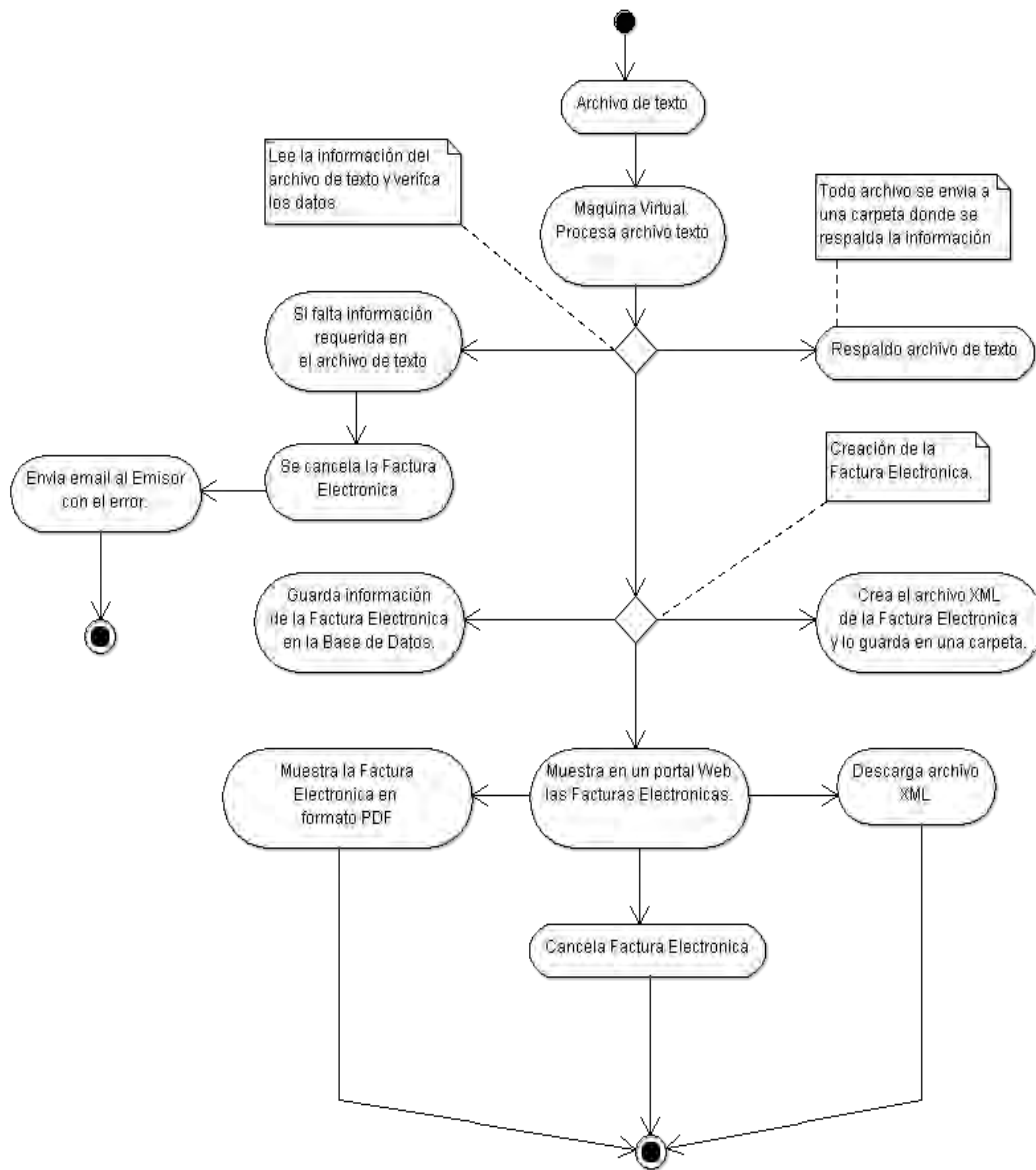 Archivo de texto
Lee la información del
archivo de texto y verifca
los datos.
Maquina Virtual.
Procesa archivo texto
Todo archivo se envia a
una carpeta donde se
respalda la información
Si falta información
requerida en
el archivo de texto
Respaldo archivo de texto
Se cancela la Factura
Electronica
Envia email al Emisor
con el error.
Creación de la
Factura Electronica.
Guarda información
de la Factura Electronica
en la Base de Datos.
Crea el archivo XML
de la Factura Electronica
y lo guarda en una carpeta.
Muestra la Factura
Electronica en
formato PDF
Muestra en un portal Web
las Facturas Electronicas.
Descarga archivo
XML
Cancela Factura Electronica